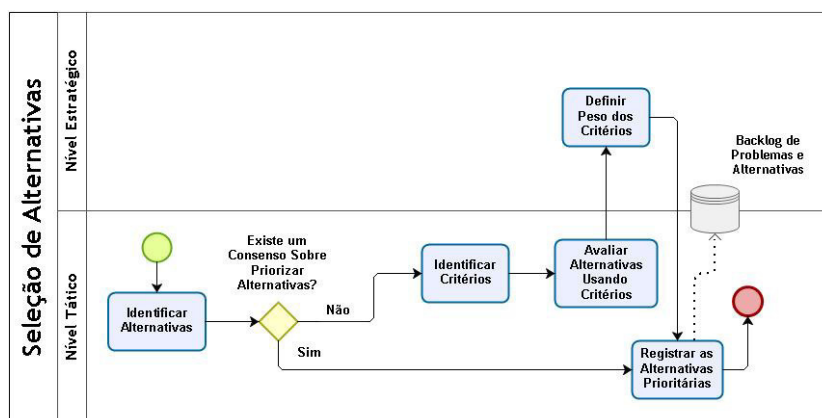 Seleção de Alternativas
Nível Estratégico
Definir
Peso dos
Critérios
Backlog de
Problemas e
Alternativas
Nível Tático
Identificar
Alternativas
Existe um
Consenso Sobre
Priorizar
Alternativas?
Não
Sim
Identificar
Critérios
Avaliar
Alternativas
Usando
Critérios
Registrar as
Alternativas
Prioritárias